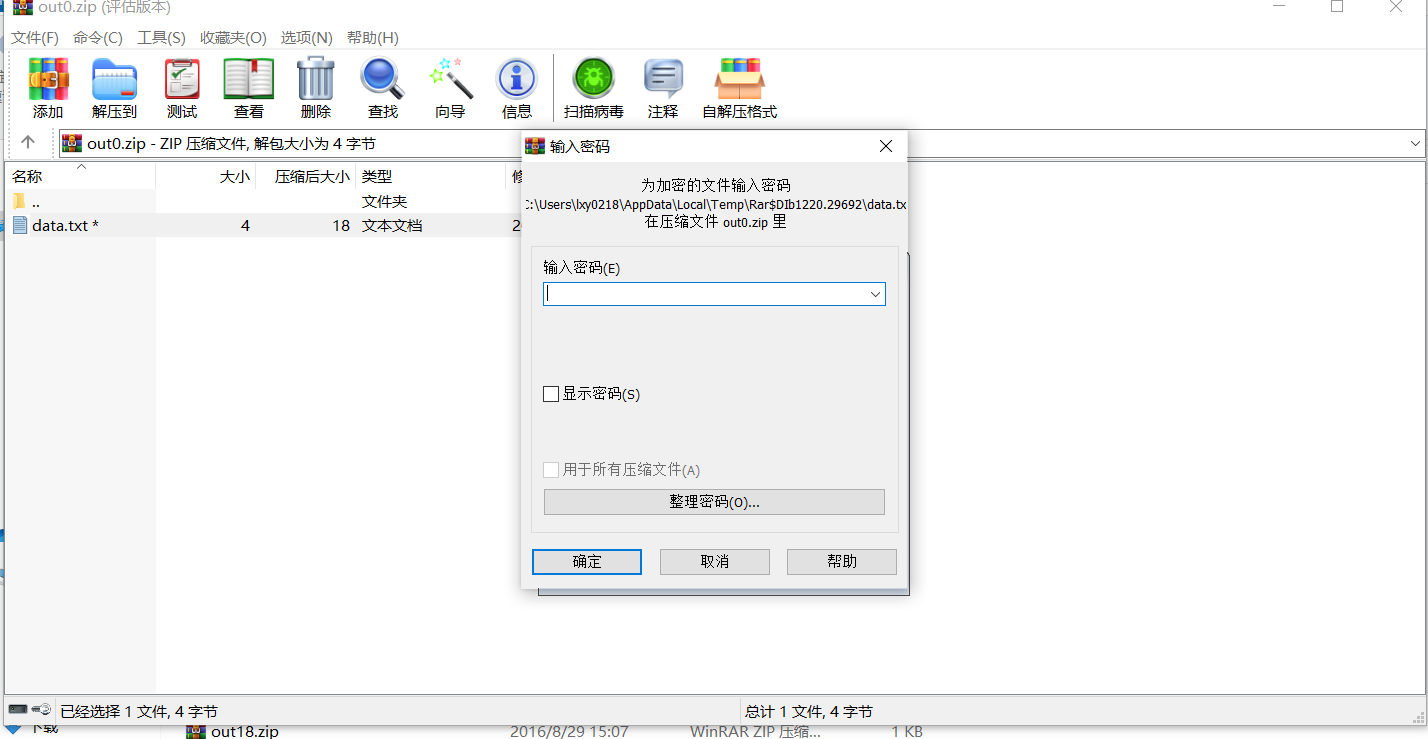 out0.zip (评估版本)
文件(F) 命令(C) 工具(S) 收藏夹(O) 选项(N) 帮助(H)
添加 解压到 测试 查看 删除 查找 向导 信息 扫描病毒 注释 自解压格式
out0.zip - ZIP 压缩文件, 解包大小为 4 字节
名称 大小 压缩后大小 类型
.. 文件夹
data.txt * 4 18 文本文档 2
输入密码
为加密的文件输入密码
C:\Users\lxy0218\AppData\Local\Temp\Rar$DIb1220.29692\data.tx
在压缩文件 out0.zip 里
输入密码(E)
显示密码(S)
用于所有压缩文件(A)
整理密码(O)...
确定 取消 帮助
已经选择 1 文件, 4 字节 总计 1 文件, 4 字节
下载 out18.zip 2016/8/29 15:07 WinRAR ZIP 压缩... 1 KB